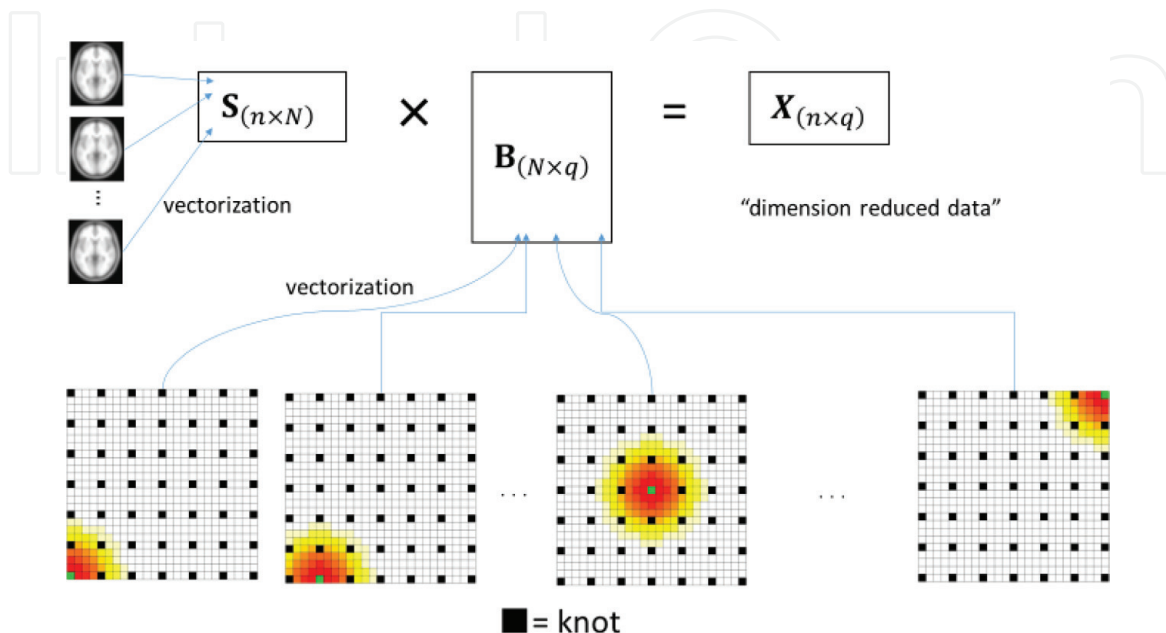 S(n×N) × B(N×q) = X(n×q)
⋮
vectorization
"dimension reduced data"
vectorization
... ...
■ = knot